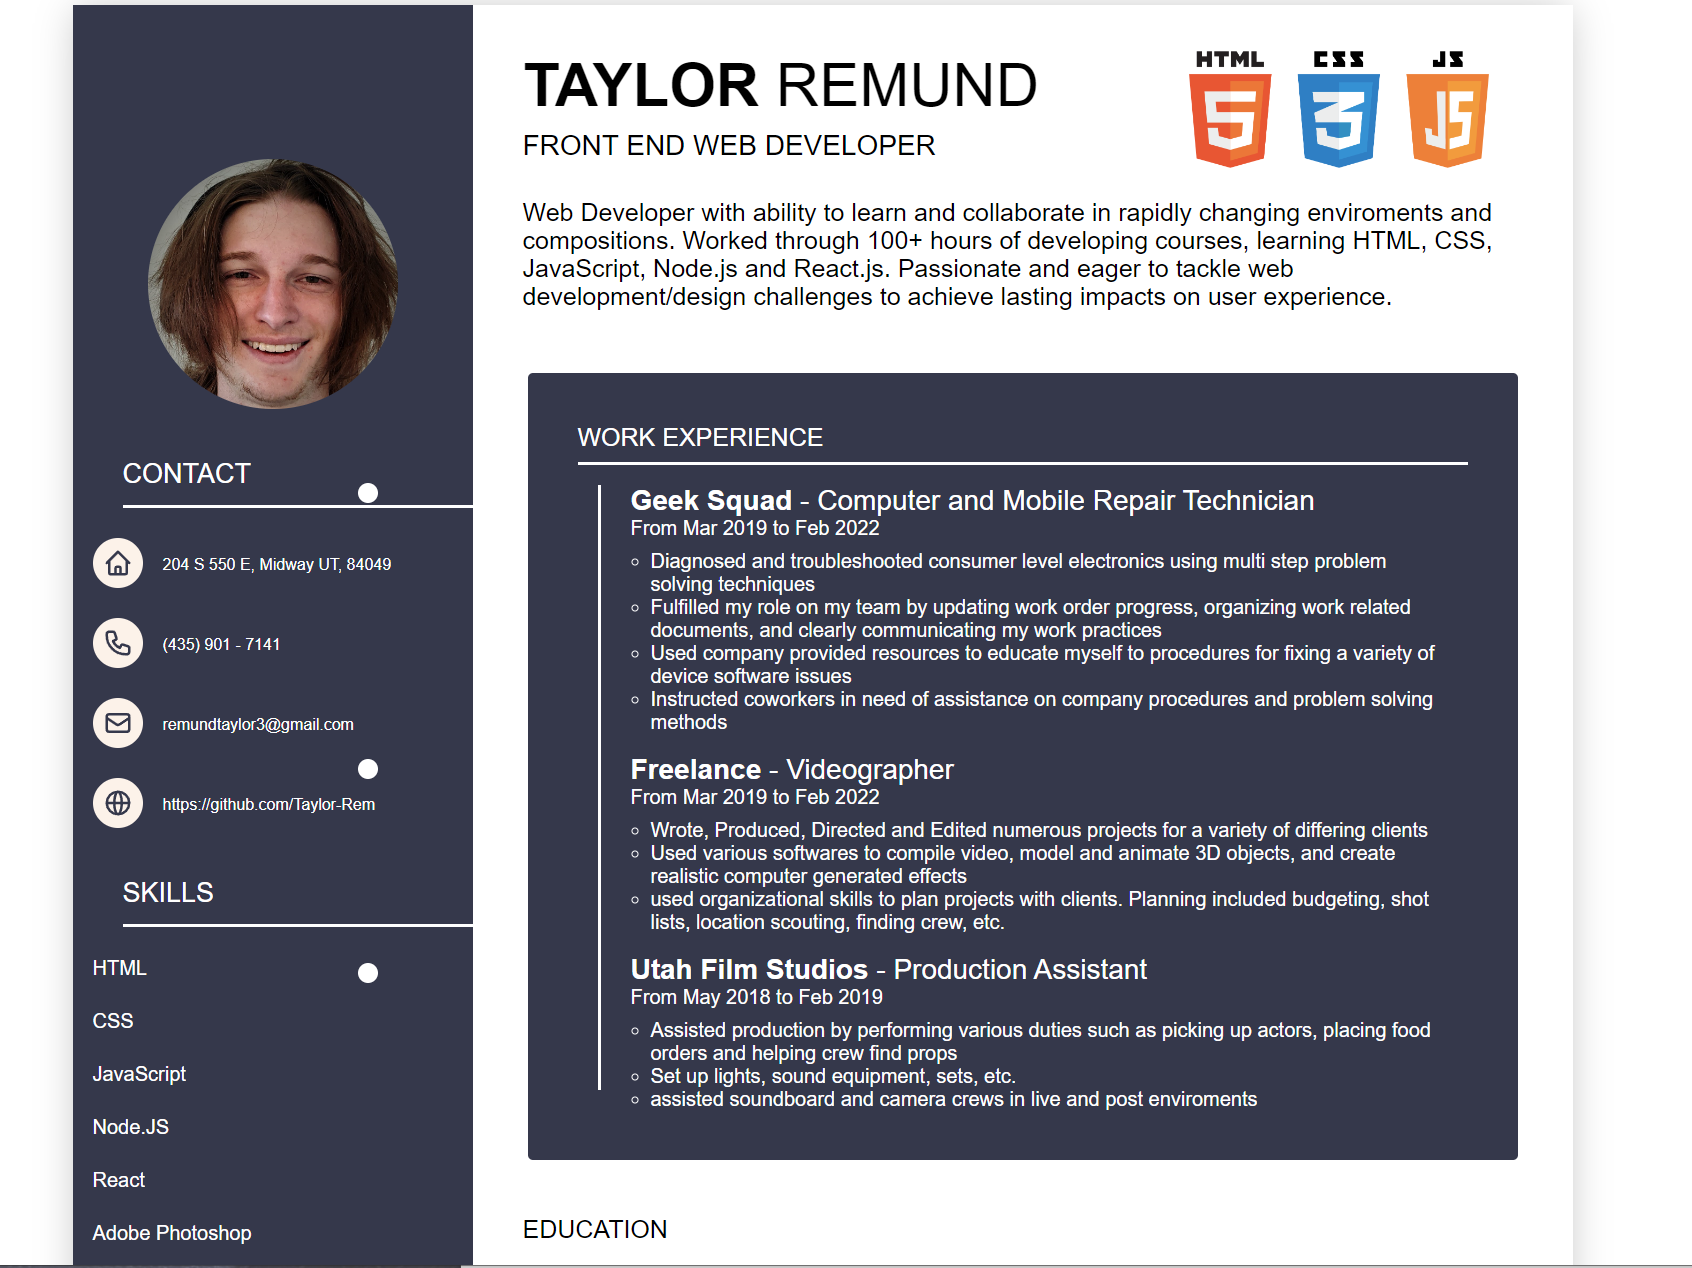 TAYLOR REMUND
FRONT END WEB DEVELOPER
HTML CSS JS
5 3 JS
Web Developer with ability to learn and collaborate in rapidly changing enviroments and
compositions. Worked through 100+ hours of developing courses, learning HTML, CSS,
JavaScript, Node.js and React.js. Passionate and eager to tackle web
development/design challenges to achieve lasting impacts on user experience.
CONTACT
204 S 550 E, Midway UT, 84049
(435) 901 - 7141
remundtaylor3@gmail.com
https://github.com/Taylor-Rem
SKILLS
HTML
CSS
JavaScript
Node.JS
React
Adobe Photoshop
WORK EXPERIENCE
Geek Squad - Computer and Mobile Repair Technician
From Mar 2019 to Feb 2022
Diagnosed and troubleshooted consumer level electronics using multi step problem
solving techniques
Fulfilled my role on my team by updating work order progress, organizing work related
documents, and clearly communicating my work practices
Used company provided resources to educate myself to procedures for fixing a variety of
device software issues
Instructed coworkers in need of assistance on company procedures and problem solving
methods
Freelance - Videographer
From Mar 2019 to Feb 2022
Wrote, Produced, Directed and Edited numerous projects for a variety of differing clients
Used various softwares to compile video, model and animate 3D objects, and create
realistic computer generated effects
used organizational skills to plan projects with clients. Planning included budgeting, shot
lists, location scouting, finding crew, etc.
Utah Film Studios - Production Assistant
From May 2018 to Feb 2019
Assisted production by performing various duties such as picking up actors, placing food
orders and helping crew find props
Set up lights, sound equipment, sets, etc.
assisted soundboard and camera crews in live and post enviroments
EDUCATION